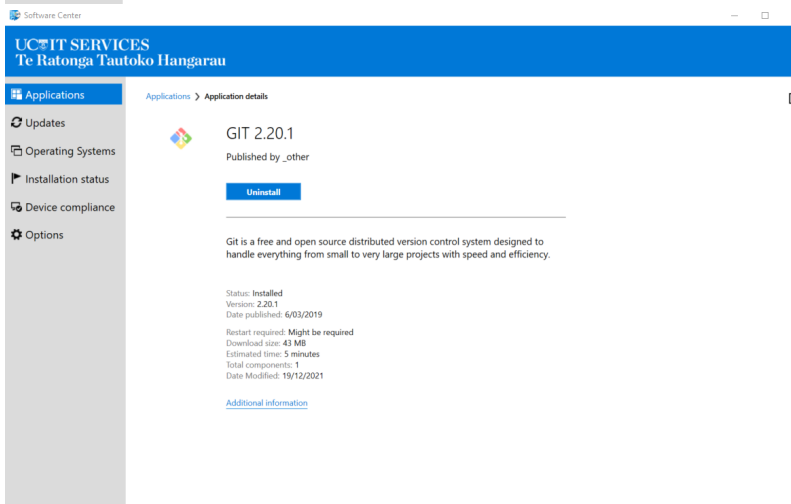 Software Center
UC IT SERVICES
Te Ratonga Tautoko Hangarau
Applications
Updates
Operating Systems
Installation status
Device compliance
Options
Applications > Application details
GIT 2.20.1
Published by _other
Uninstall
Git is a free and open source distributed version control system designed to
handle everything from small to very large projects with speed and efficiency.
Status: Installed
Version: 2.20.1
Date published: 6/03/2019
Restart required: Might be required
Download size: 43 MB
Estimated time: 5 minutes
Total components: 1
Date Modified: 19/12/2021
Additional information